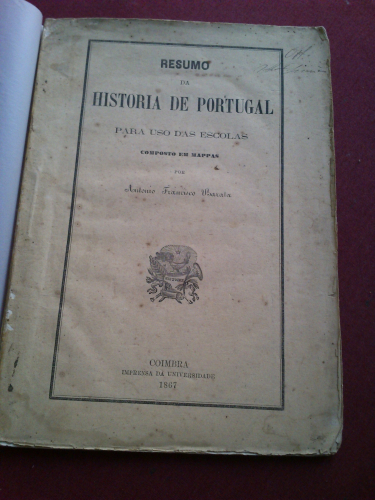 RESUMO
DA
HISTORIA DE PORTUGAL
PARA USO DAS ESCOLAS
COMPOSTO EM MAPPAS
POR
Antonio Francisco Barata
COIMBRA
IMPRENSA DA UNIVERSIDADE
1867